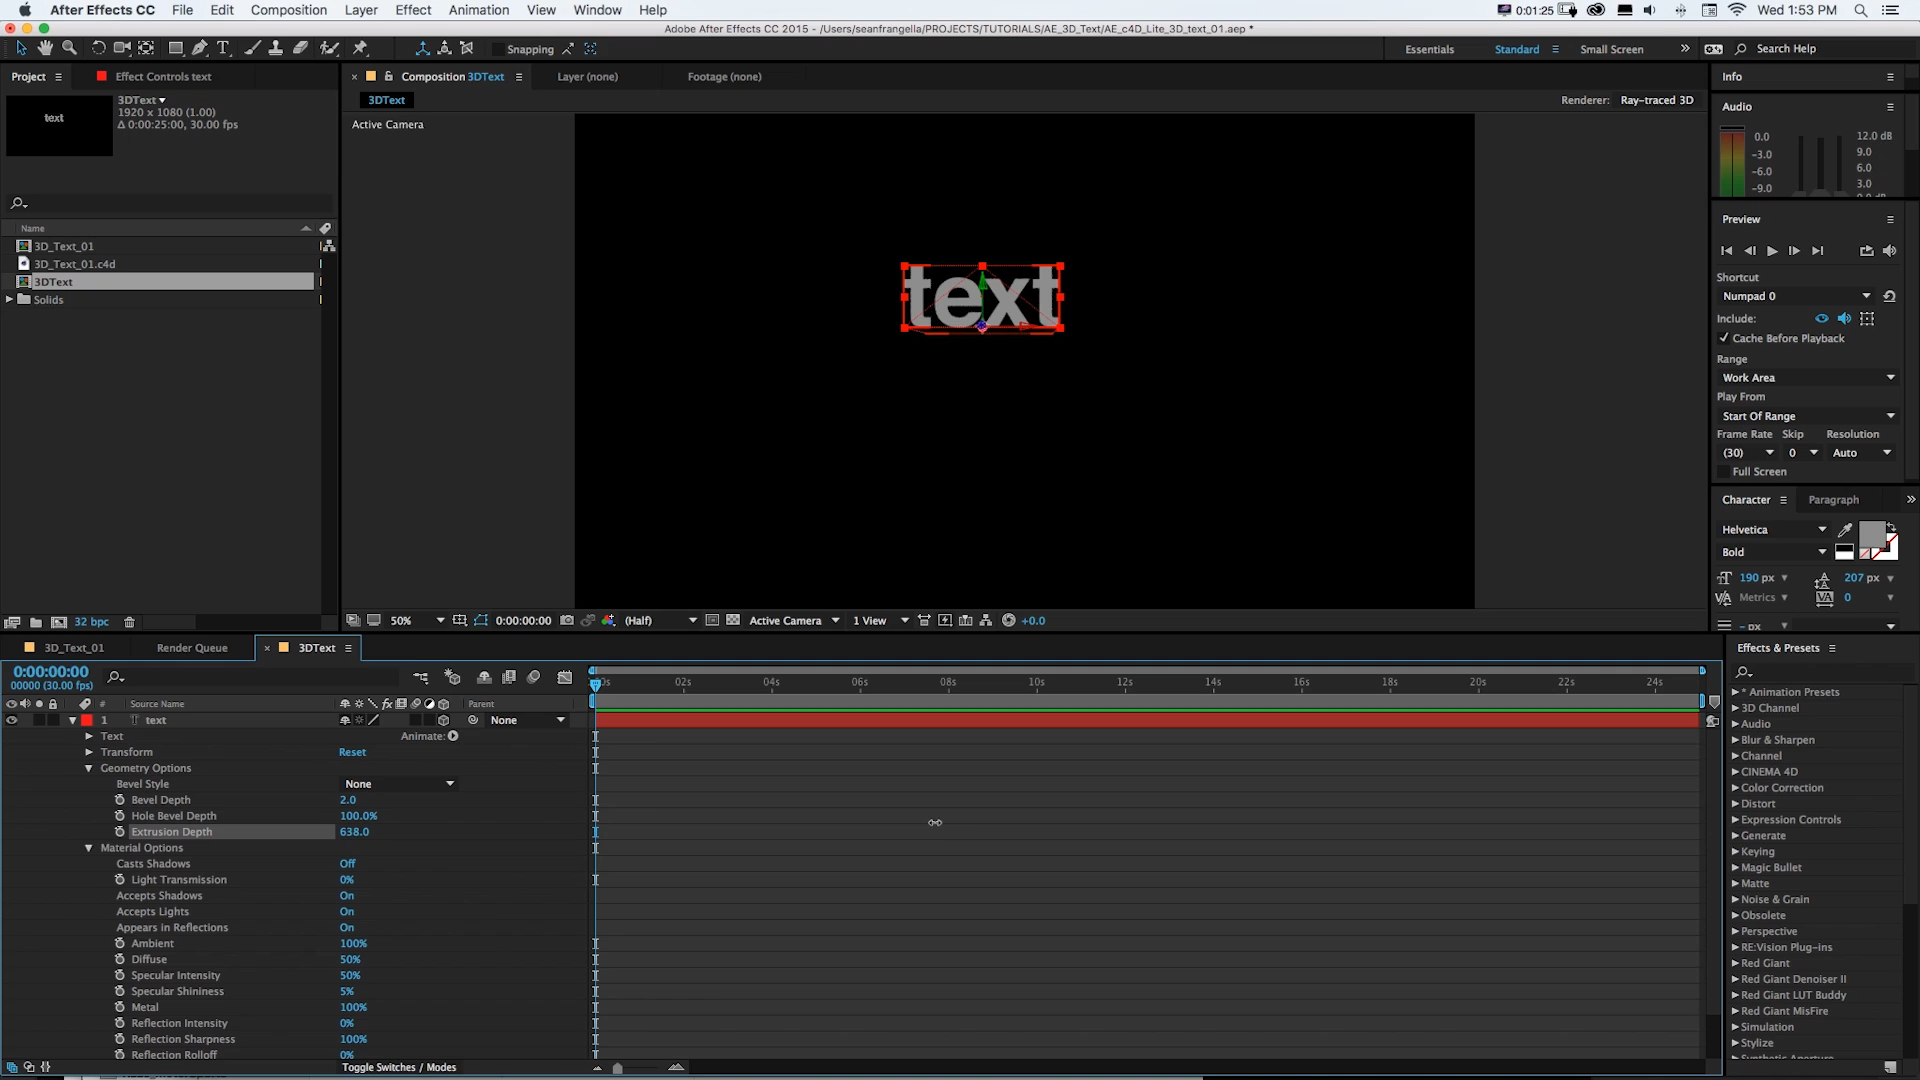 After Effects CC File Edit Composition Layer Effect Animation View Window Help 0:01:25 Wed 1:53 PM
Adobe After Effects CC 2015 - /Users/seanfrangella/PROJECTS/TUTORIALS/AE_3D_Text/AE_c4D_Lite_3D_text_01.aep *
Snapping Essentials Standard Small Screen Search Help
Project Effect Controls text Composition 3DText Layer (none) Footage (none) Info
3DText
1920 x 1080 (1.00)
Δ 0:00:25:00, 30.00 fps
text
3DText Renderer: Ray-traced 3D
Active Camera
text
Audio
0.0 12.0 dB
-3.0 9.0
-6.0 6.0
-9.0 3.0
0.0 dB
Preview
Shortcut
Numpad 0
Include:
Cache Before Playback
Range
Work Area
Play From
Start Of Range
Frame Rate Skip Resolution
(30) 0 Auto
Full Screen
Character Paragraph
Helvetica
Bold
190 px 207 px
Metrics 0
- px
Name
3D_Text_01
3D_Text_01.c4d
3DText
Solids
32 bpc
50% 0:00:00:00 (Half) Active Camera 1 View +0.0
3D_Text_01 Render Queue 3DText
0:00:00:00
00000 (30.00 fps)
02s 04s 06s 08s 10s 12s 14s 16s 18s 20s 22s 24s
# Source Name Parent
1 text None
Text Animate:
Transform Reset
Geometry Options
Bevel Style None
Bevel Depth 2.0
Hole Bevel Depth 100.0%
Extrusion Depth 638.0
Material Options
Casts Shadows Off
Light Transmission 0%
Accepts Shadows On
Accepts Lights On
Appears in Reflections On
Ambient 100%
Diffuse 50%
Specular Intensity 50%
Specular Shininess 5%
Metal 100%
Reflection Intensity 0%
Reflection Sharpness 100%
Reflection Rolloff 0%
Toggle Switches / Modes
Effects & Presets
* Animation Presets
3D Channel
Audio
Blur & Sharpen
Channel
CINEMA 4D
Color Correction
Distort
Expression Controls
Generate
Keying
Magic Bullet
Matte
Noise & Grain
Obsolete
Perspective
RE:Vision Plug-ins
Red Giant
Red Giant Denoiser II
Red Giant LUT Buddy
Red Giant MisFire
Simulation
Stylize
Synthetic Aperture